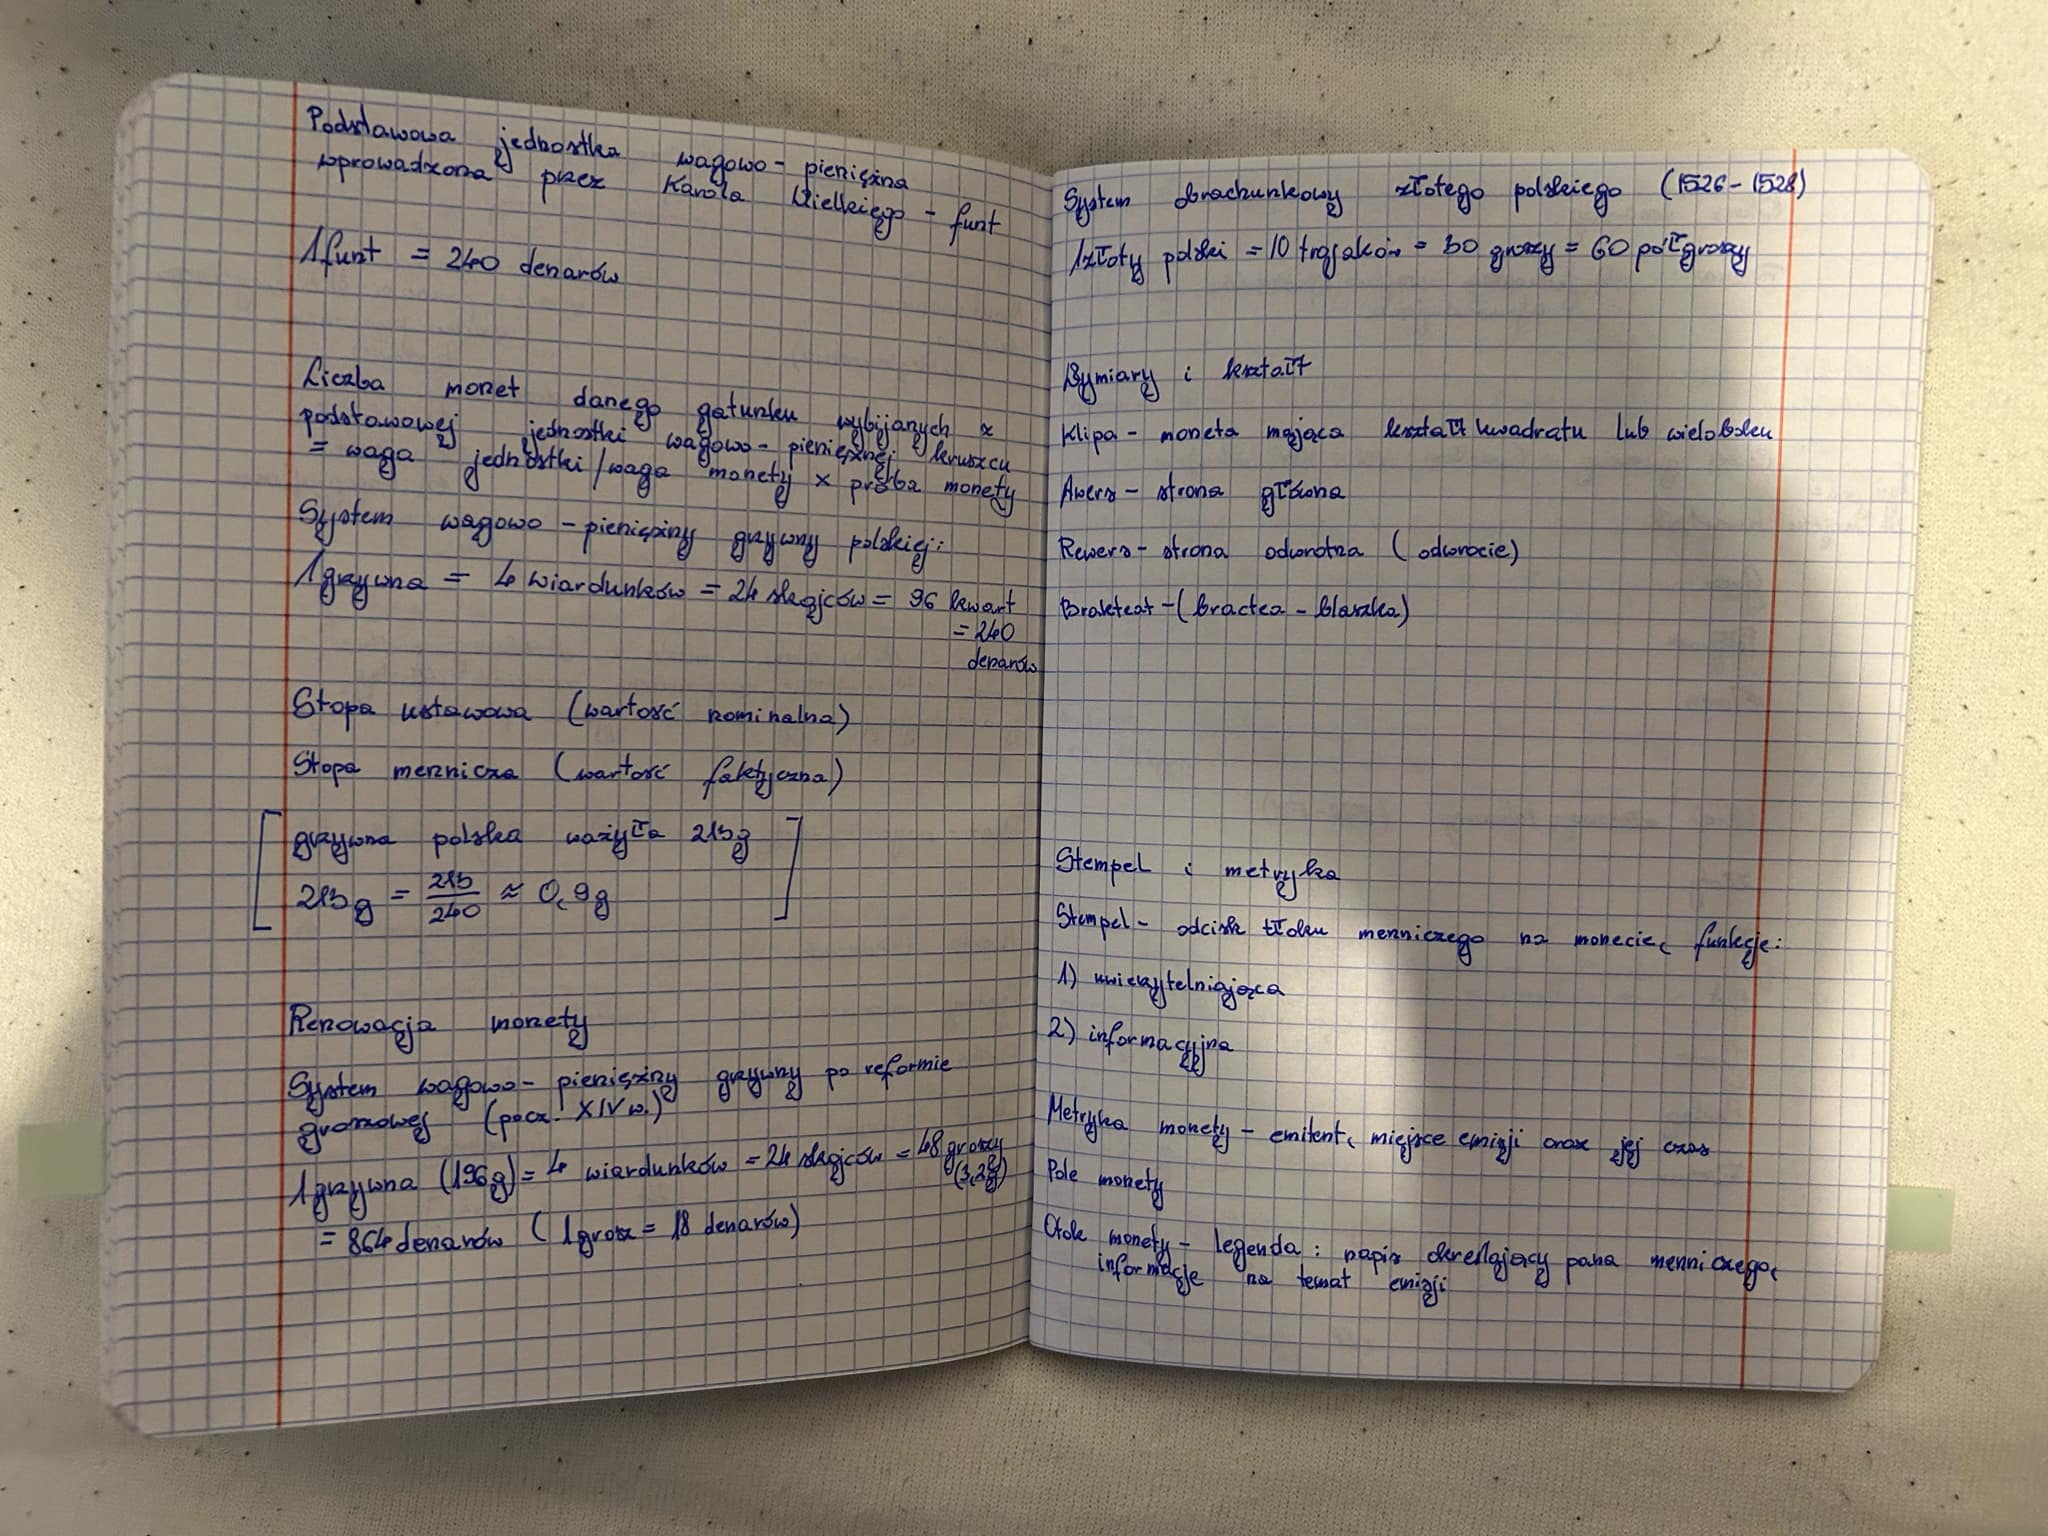 Podstawowa jednostka wagowo-pieniężna
wprowadzona przez Karola Wielkiego - funt
1 funt = 240 denarów
Liczba monet danego gatunku wybijanych z
podstawowej jednostki wagowo-pieniężnej kruszcu
= waga jednostki/waga monety × próba monety
System wagowo-pieniężny grzywny polskiej:
1 grzywna = 4 wiardunków = 24 skojców = 96 kwart
= 240
denarów
Stopa ustawowa (wartość nominalna)
Stopa mennicza (wartość faktyczna)
grzywna polska ważyła 213g
213g = 213/240 ≈ 0,9g
Renowacja monety
System wagowo-pieniężny grzywny po reformie
groszowej (pocz. XIV w.)
1 grzywna (196g) = 4 wiardunków = 24 skojców = 48 groszy
(3,2g)
= 864 denarów (1 grosz = 18 denarów)
System obrachunkowy złotego polskiego (1526-1528)
1 złoty polski = 10 trojaków = 30 groszy = 60 półgroszy
Wymiary i kształt
Klipa - moneta mająca kształt kwadratu lub wieloboku
Awers - strona główna
Rewers - strona odwrotna (odwrocie)
Brakteat - (bractea - blaszka)
Stempel i metryka
Stempel - odcisk tłoku menniczego na monecie, funkcje:
1) uwierzytelniająca
2) informacyjna
Metryka monety - emitent, miejsce emisji oraz jej czas
Pole monety
Otok monety - legenda: napis określający pana menniczego,
informacje na temat emisji